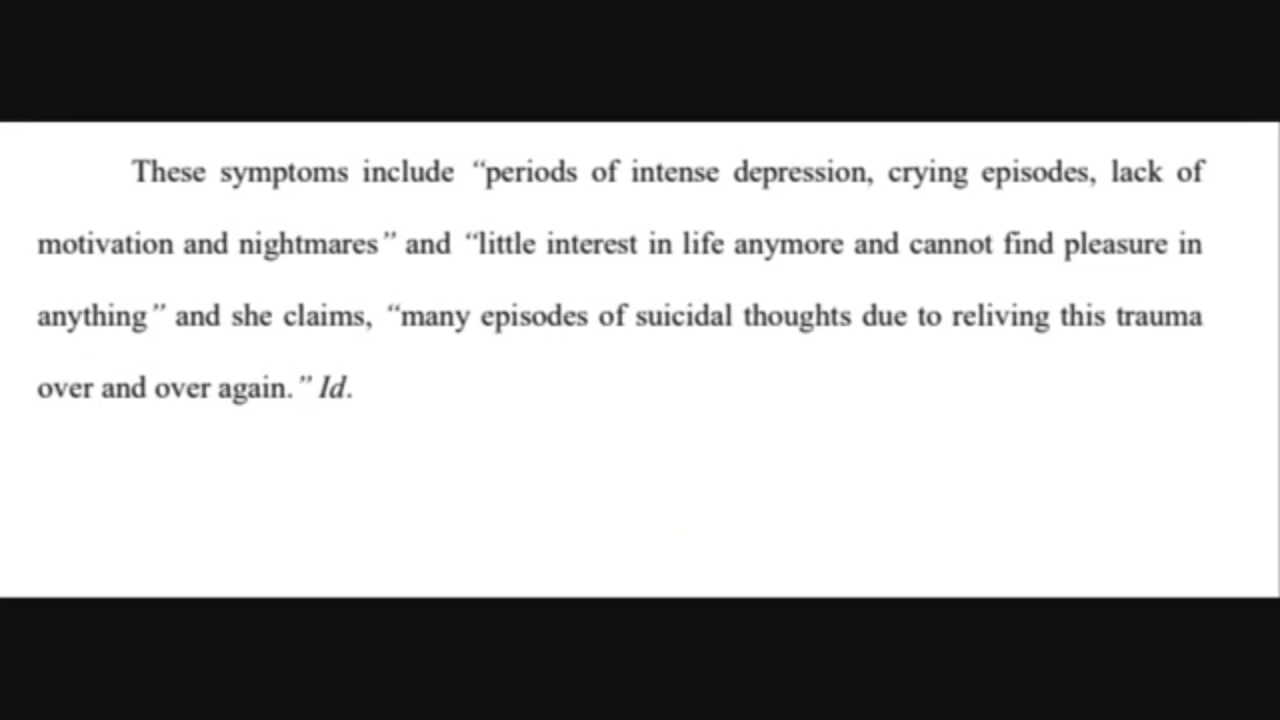 These symptoms include “periods of intense depression, crying episodes, lack of
motivation and nightmares” and “little interest in life anymore and cannot find pleasure in
anything” and she claims, “many episodes of suicidal thoughts due to reliving this trauma
over and over again.” Id.